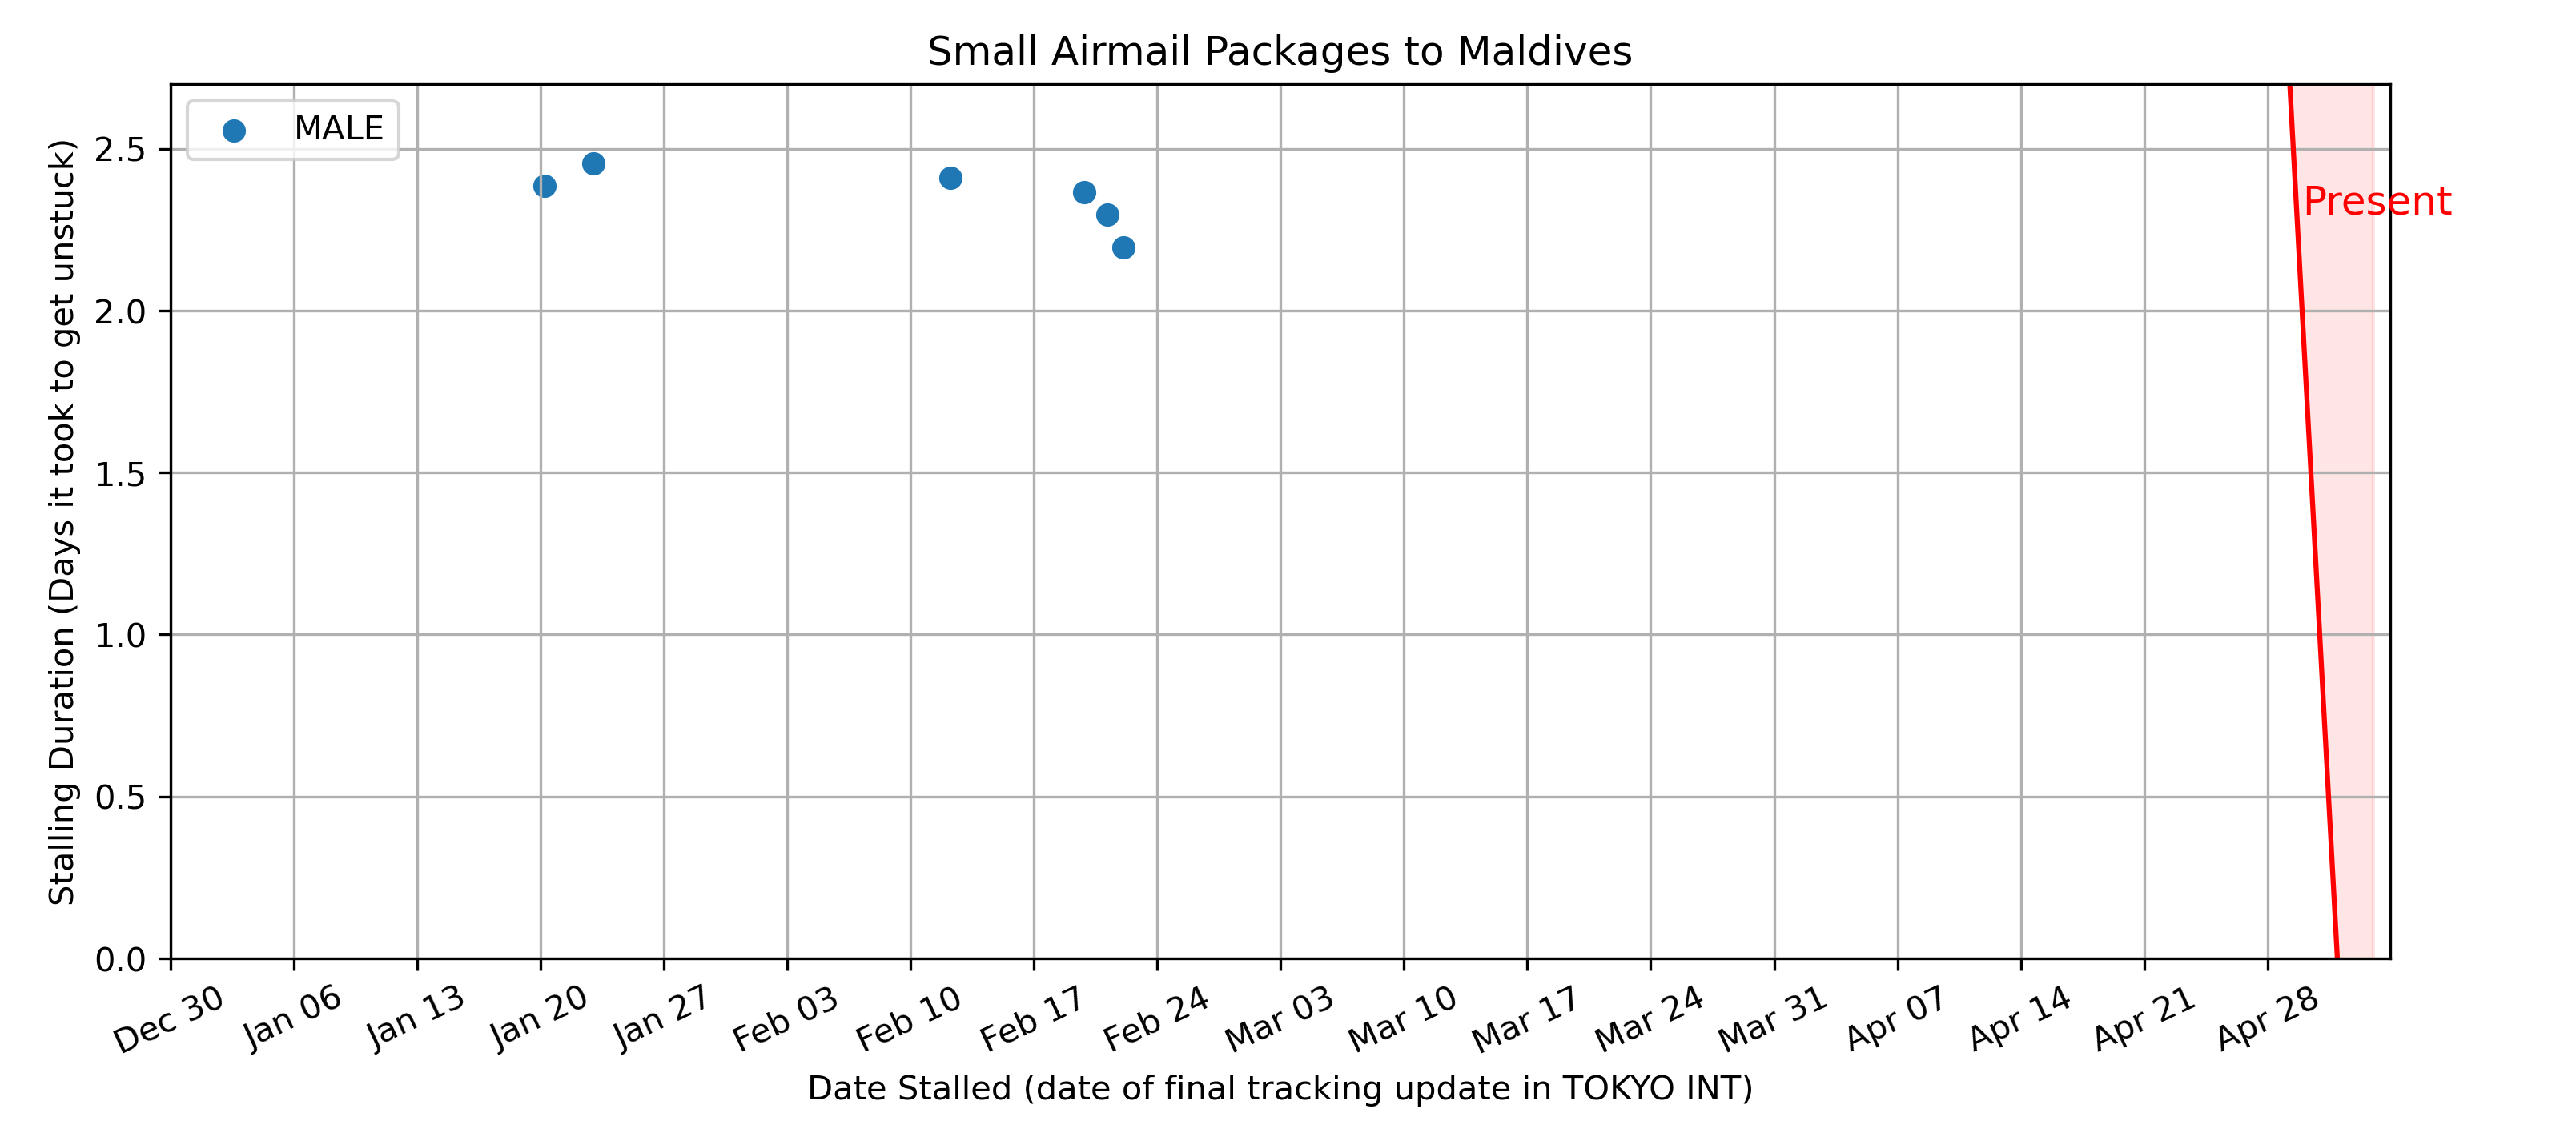 Small Airmail Packages to Maldives
MALE
Present
Stalling Duration (Days it took to get unstuck)
2.5
2.0
1.5
1.0
0.5
0.0
Dec 30
Jan 06
Jan 13
Jan 20
Jan 27
Feb 03
Feb 10
Feb 17
Feb 24
Mar 03
Mar 10
Mar 17
Mar 24
Mar 31
Apr 07
Apr 14
Apr 21
Apr 28
Date Stalled (date of final tracking update in TOKYO INT)